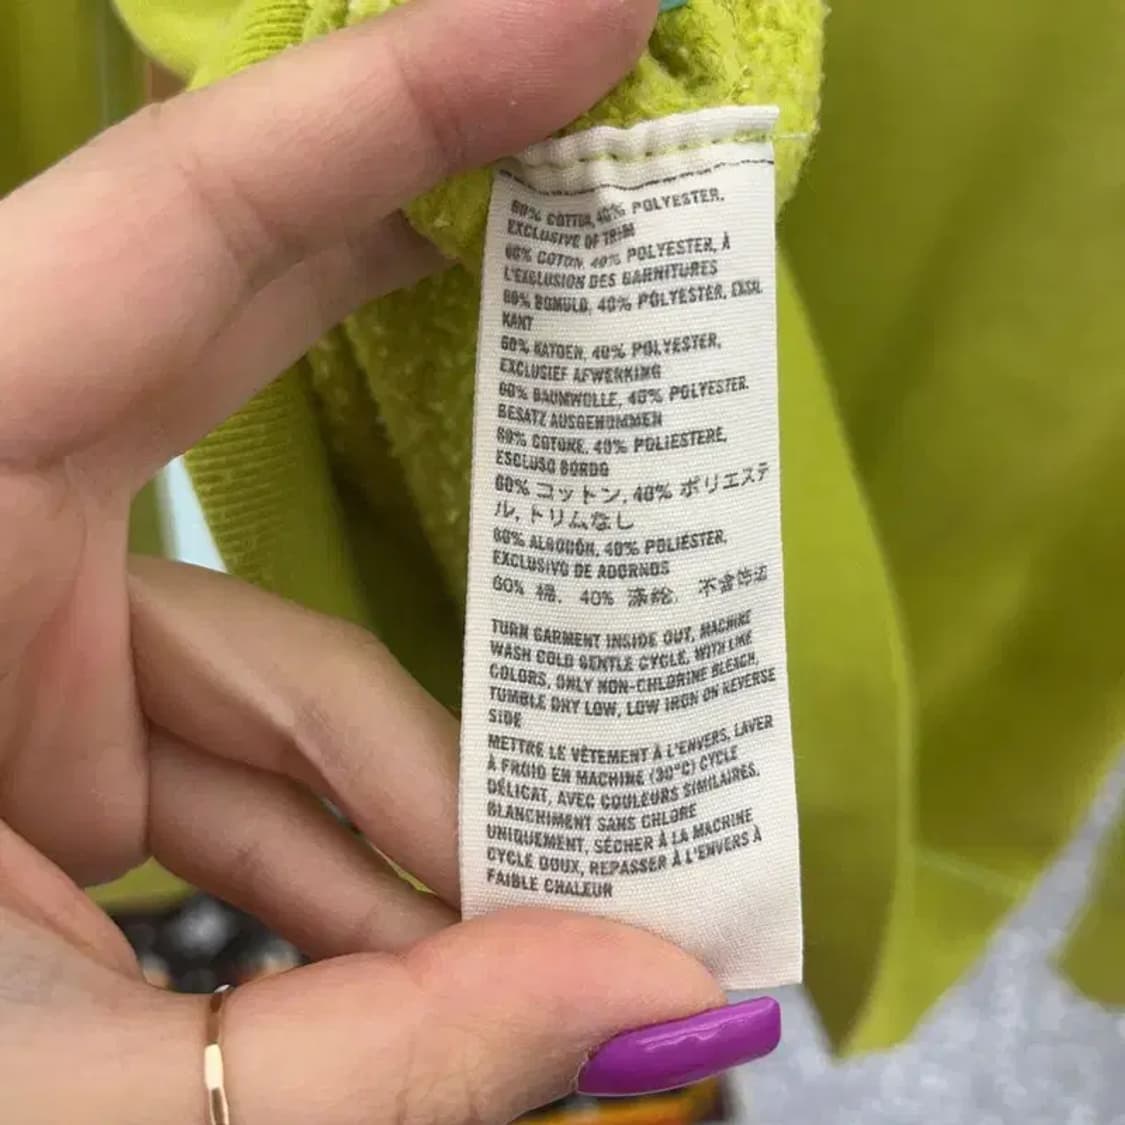 60% COTTON, 40% POLYESTER,
EXCLUSIVE OF TRIM
60% COTON, 40% POLYESTER, À
L'EXCLUSION DES GARNITURES
60% BOMULD, 40% POLYESTER, EKSL
KANT
60% KATOEN, 40% POLYESTER,
EXCLUSIEF AFWERKING
60% BAUMWOLLE, 40% POLYESTER.
BESATZ AUSGENOMMEN
60% COTONE, 40% POLIESTERE,
ESCLUSO BORDO
60% コットン, 40% ポリエステ
ル, トリムなし
60% ALGODÓN, 40% POLIÉSTER,
EXCLUSIVO DE ADORNOS
60% 棉, 40% 涤纶, 不含饰边
TURN GARMENT INSIDE OUT, MACHINE
WASH COLD GENTLE CYCLE, WITH LIKE
COLORS, ONLY NON-CHLORINE BLEACH,
TUMBLE DRY LOW, LOW IRON ON REVERSE
SIDE
METTRE LE VÊTEMENT À L'ENVERS, LAVER
À FROID EN MACHINE (30°C) CYCLE
DÉLICAT, AVEC COULEURS SIMILAIRES,
BLANCHIMENT SANS CHLORE
UNIQUEMENT, SÉCHER À LA MACHINE
CYCLE DOUX, REPASSER À L'ENVERS À
FAIBLE CHALEUR